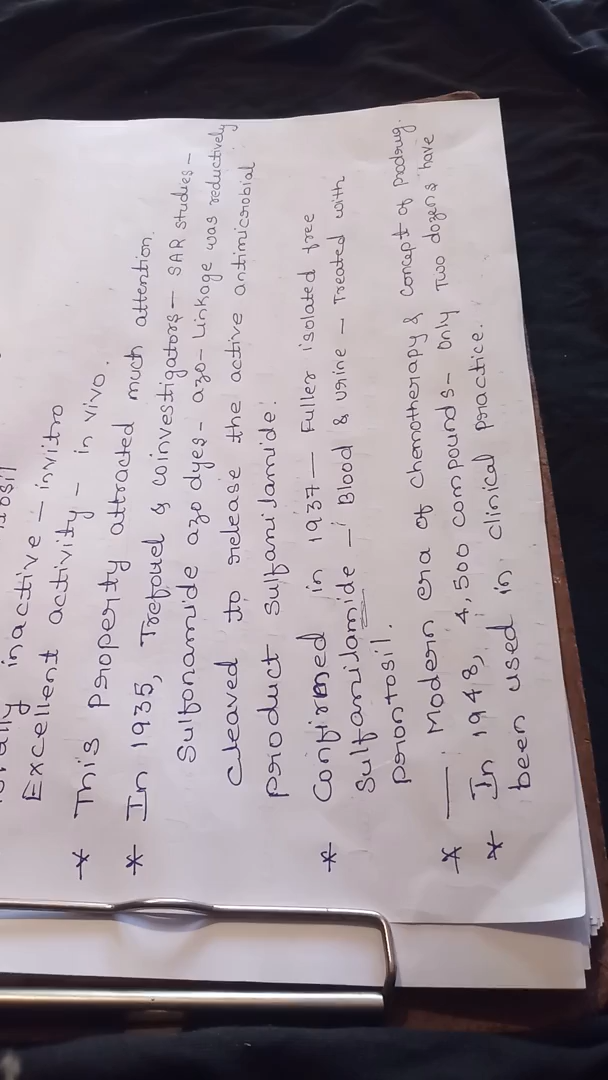 inactive - invitro
Excellent activity - in vivo.
* This property attracted much attention
* In 1935, Trefouel & coinvestigators - SAR studies -
Sulfonamide azo dyes - azo-linkage was reductively
cleaved to release the active antimicrobial
product Sulfanilamide.
* Confirmed in 1937 - Fuller isolated free
Sulfanilamide - Blood & urine - Treated with
prontosil.
* — : Modern era of chemotherapy & concept of prodrug.
* In 1948, 4,500 compounds - only Two dozens have
been used in clinical practice.